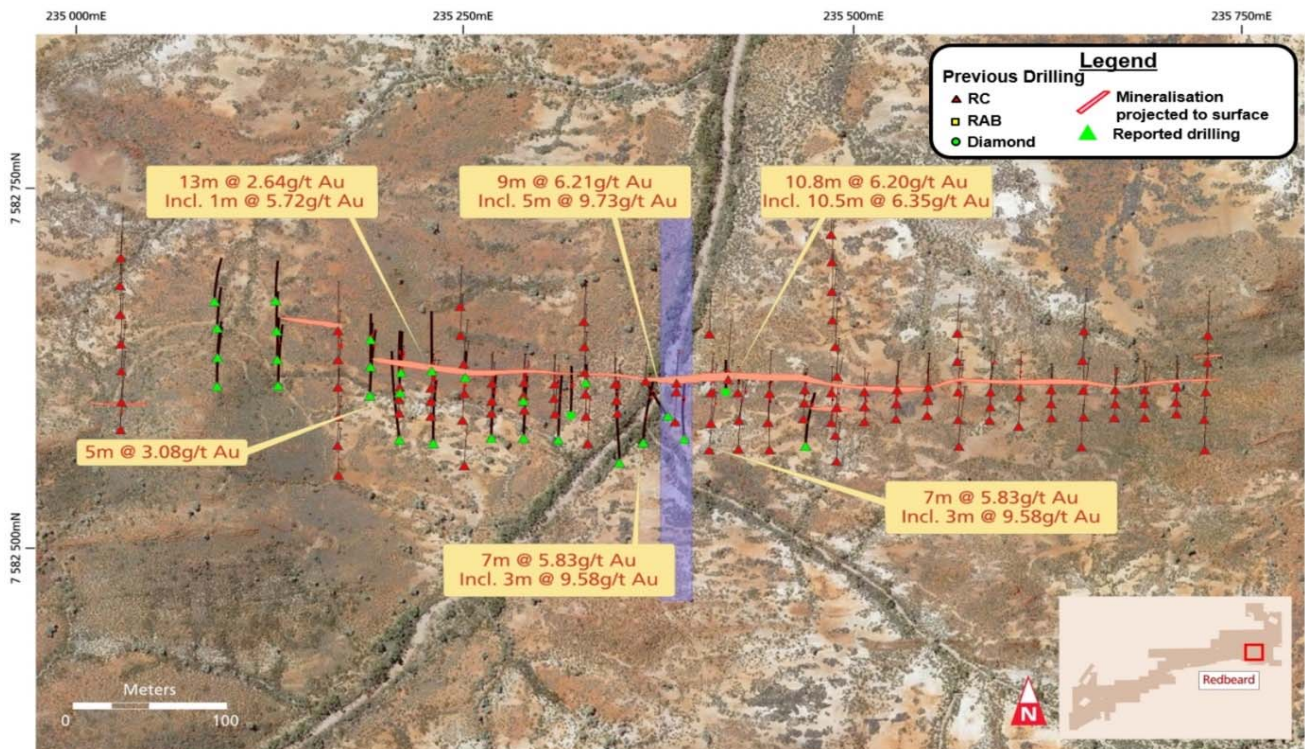 235 000mE
235 250mE
235 500mE
235 750mE
7 582 750mN
7 582 500mN
Legend
Previous Drilling
RC
RAB
Diamond
Mineralisation
projected to surface
Reported drilling
13m @ 2.64g/t Au
Incl. 1m @ 5.72g/t Au
9m @ 6.21g/t Au
Incl. 5m @ 9.73g/t Au
10.8m @ 6.20g/t Au
Incl. 10.5m @ 6.35g/t Au
5m @ 3.08g/t Au
7m @ 5.83g/t Au
Incl. 3m @ 9.58g/t Au
7m @ 5.83g/t Au
Incl. 3m @ 9.58g/t Au
Meters
0
100
N
Redbeard